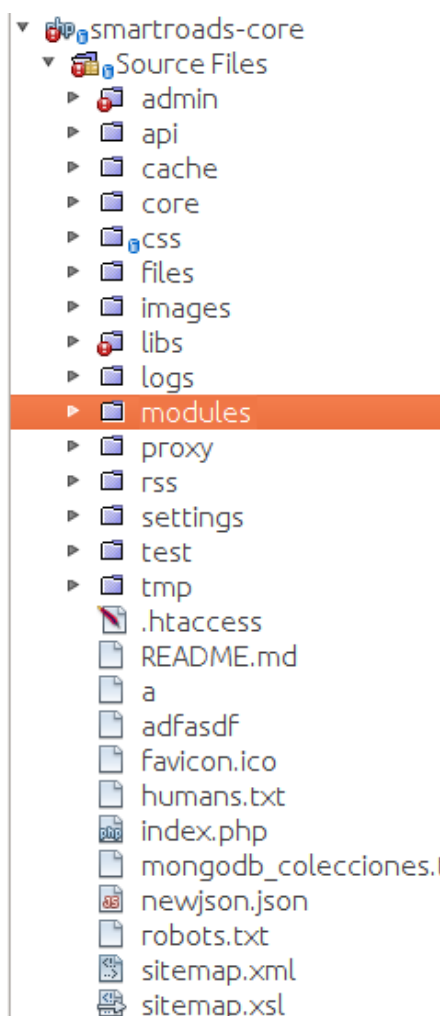 smartroads-core
Source Files
admin
api
cache
core
css
files
images
libs
logs
modules
proxy
rss
settings
test
tmp
.htaccess
README.md
a
adfasdf
favicon.ico
humans.txt
index.php
mongodb_colecciones.t
newjson.json
robots.txt
sitemap.xml
sitemap.xsl